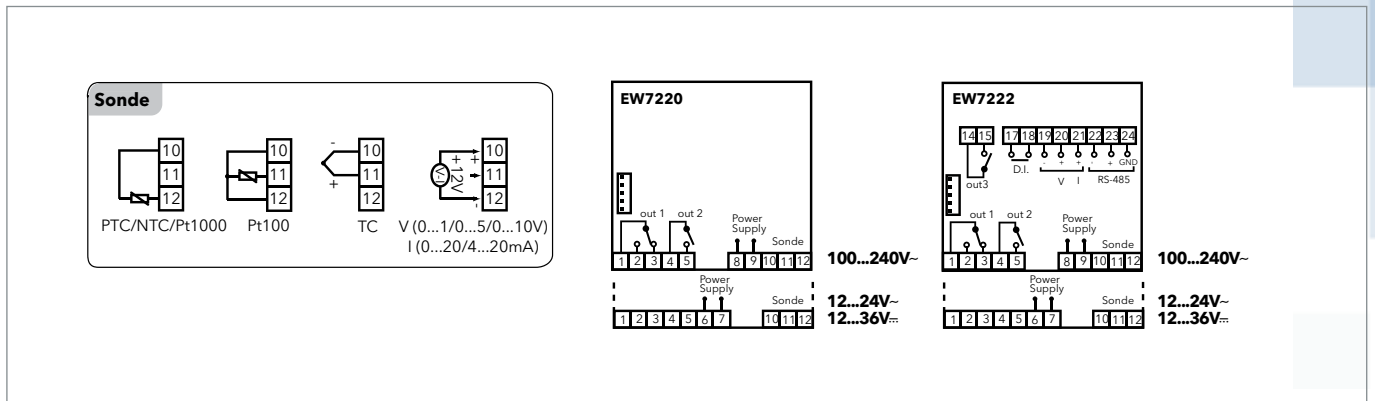 Sonde
10
11
12
PTC/NTC/Pt1000
10
11
12
Pt100
-
+
10
11
12
TC
V-I
+
12V
+
-
10
11
12
V (0...1/0...5/0...10V)
I (0...20/4...20mA)
EW7220
out 1 out 2
Power
Supply
Sonde
1 2 3 4 5 8 9 10 11 12
100...240V~
Power
Supply
Sonde
1 2 3 4 5 6 7 10 11 12
12...24V~
12...36V⎓
EW7222
14 15 17 18 19 20 21 22 23 24
- + + - + GND
D.I. V I RS-485
out3
out 1 out 2
Power
Supply
Sonde
1 2 3 4 5 8 9 10 11 12
100...240V~
Power
Supply
Sonde
1 2 3 4 5 6 7 10 11 12
12...24V~
12...36V⎓